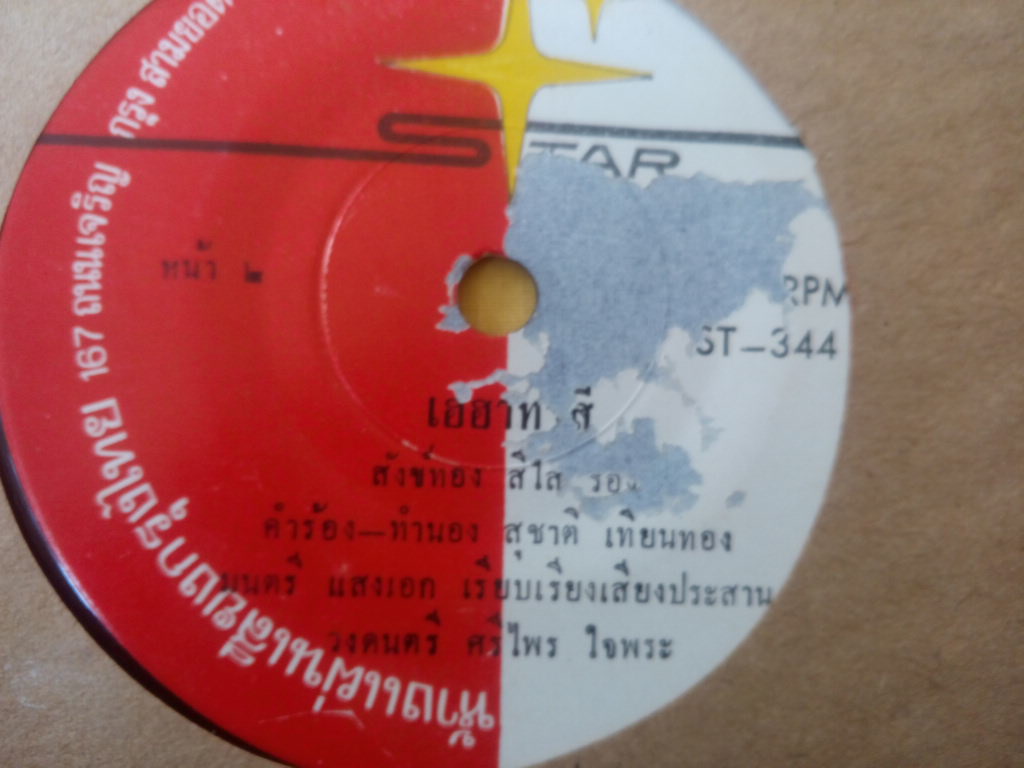 STAR
หน้า ๒
RPM
ST-344
เฮฮาท
สังข์ทอง สีใส ร้อง
คำร้อง-ทำนอง สุชาติ เทียนทอง
มนตรี แสงเอก เรียบเรียงเสียงประสาน
วงดนตรี ศรีไพร ใจพระ
ห้างแผ่นเสียงกรุงไทย 167 ถนนเจริญ กรุง สามยอด